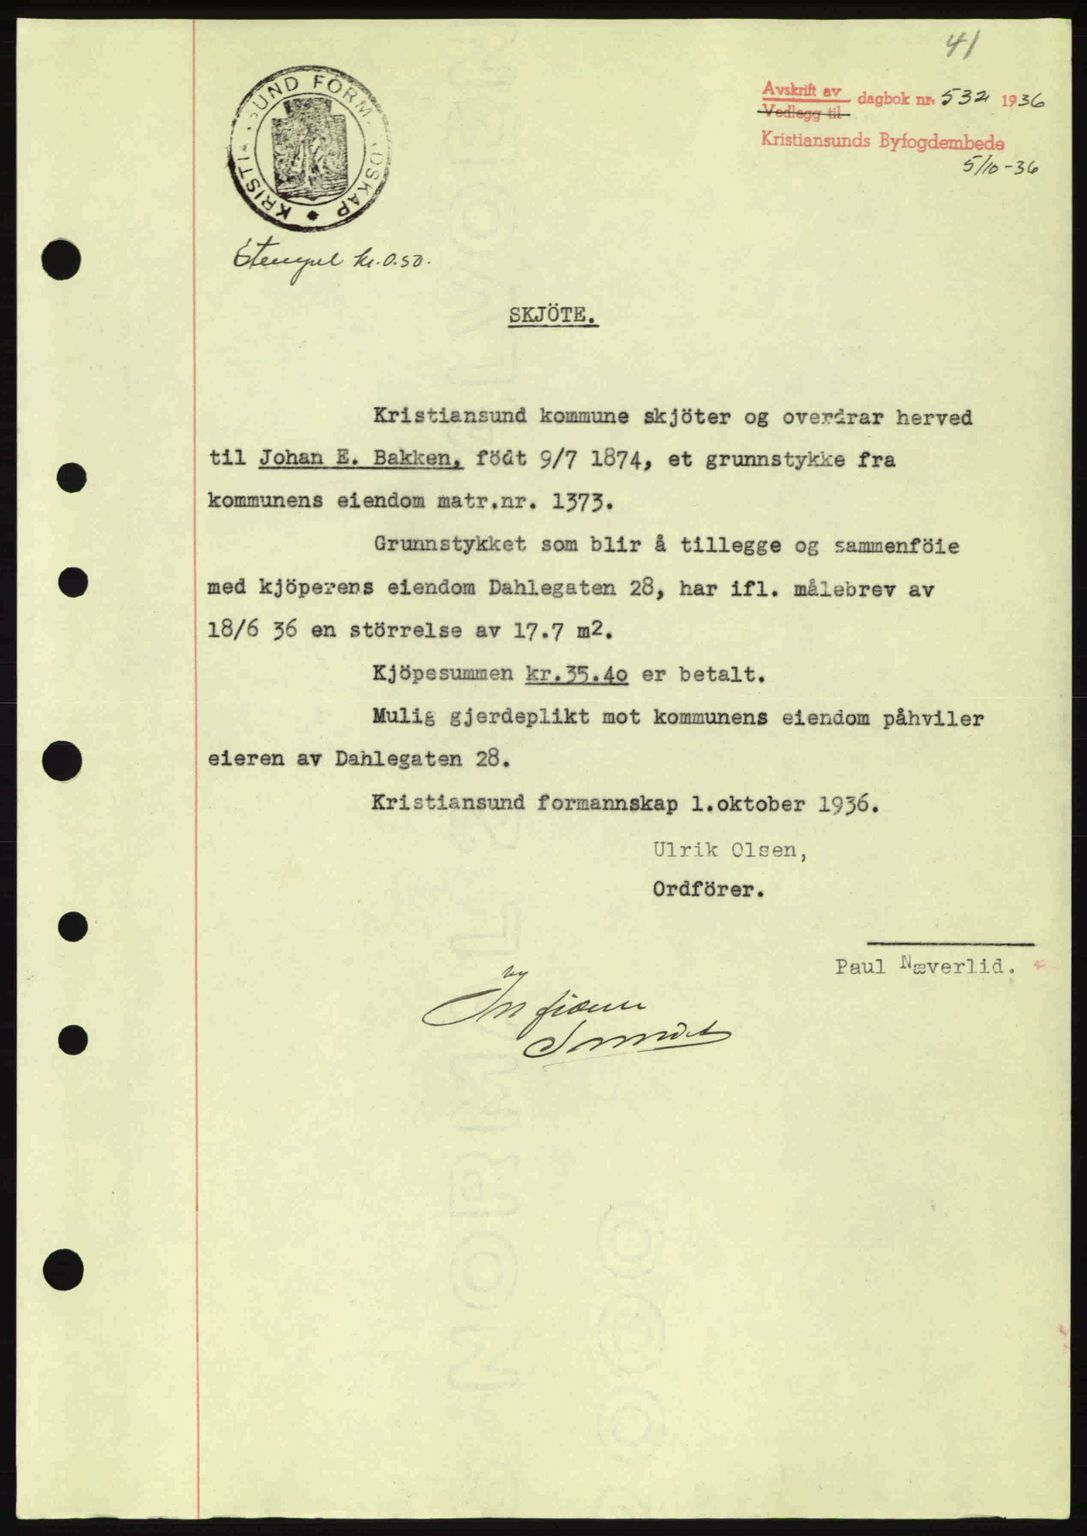 41
Avskrift av dagbok nr. 532 1936
Vedlegg til
Kristiansunds Byfogdembede
5/10-36
KRISTIANSUND FORMANNSKAP
Stempel kr. 0.50.
SKJÖTE.
Kristiansund kommune skjöter og overdrar herved
til Johan E. Bakken, födt 9/7 1874, et grunnstykke fra
kommunens eiendom matr.nr. 1373.
Grunnstykket som blir å tillegge og sammenföie
med kjöperens eiendom Dahlegaten 28, har ifl. målebrev av
18/6 36 en störrelse av 17.7 m2.
Kjöpesummen kr.35.40 er betalt.
Mulig gjerdeplikt mot kommunens eiendom påhviler
eieren av Dahlegaten 28.
Kristiansund formannskap 1.oktober 1936.
Ulrik Olsen,
Ordförer.
Paul Næverlid.